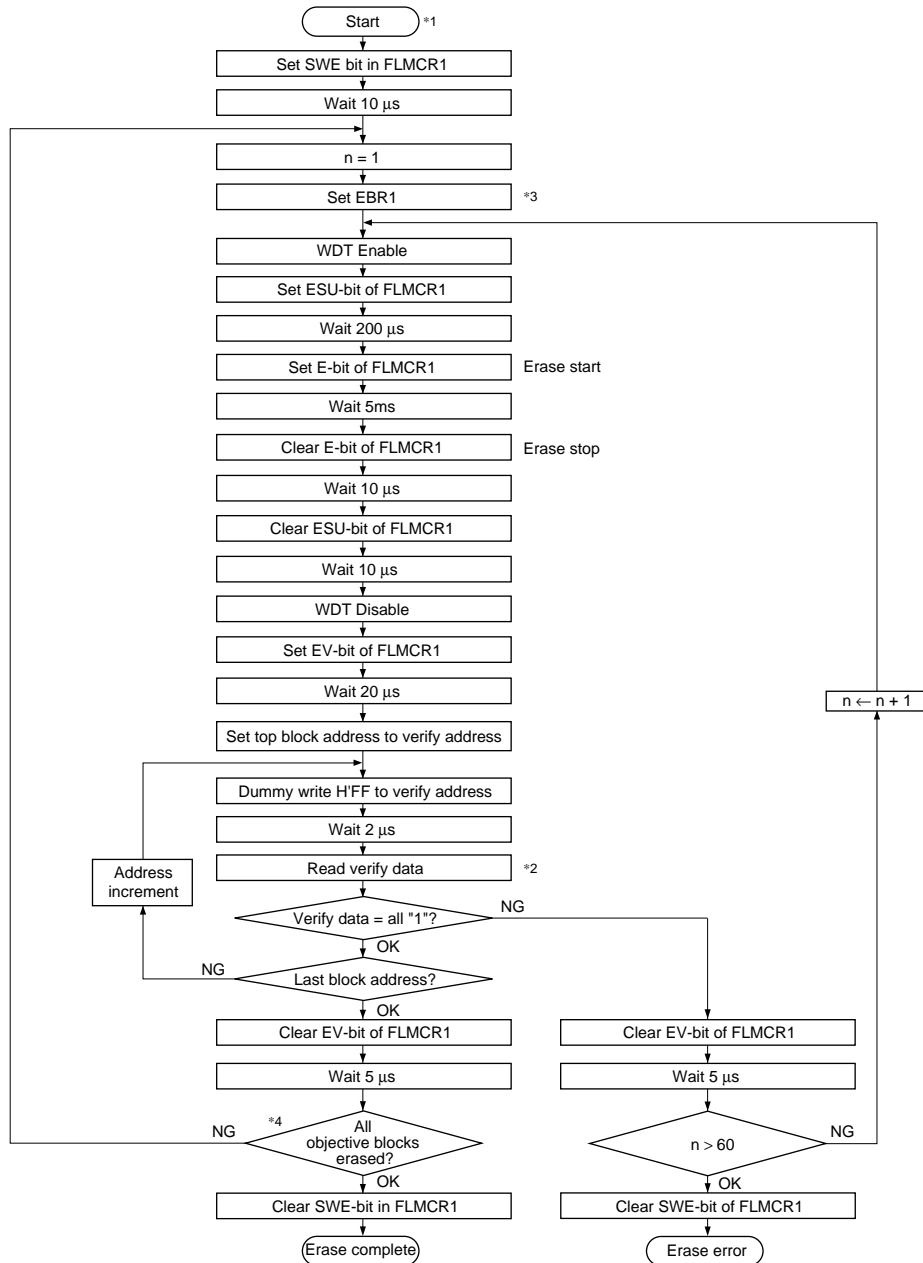 Start
*1
Set SWE bit in FLMCR1
Wait 10 μs
n = 1
Set EBR1
*3
WDT Enable
Set ESU-bit of FLMCR1
Wait 200 μs
Set E-bit of FLMCR1
Erase start
Wait 5ms
Clear E-bit of FLMCR1
Erase stop
Wait 10 μs
Clear ESU-bit of FLMCR1
Wait 10 μs
WDT Disable
Set EV-bit of FLMCR1
Wait 20 μs
n ← n + 1
Set top block address to verify address
Dummy write H'FF to verify address
Wait 2 μs
Address
increment
Read verify data
*2
Verify data = all "1"?
NG
OK
NG
Last block address?
OK
Clear EV-bit of FLMCR1
Clear EV-bit of FLMCR1
Wait 5 μs
Wait 5 μs
NG
*4
All
objective blocks
erased?
n > 60
NG
OK
OK
Clear SWE-bit in FLMCR1
Clear SWE-bit of FLMCR1
Erase complete
Erase error